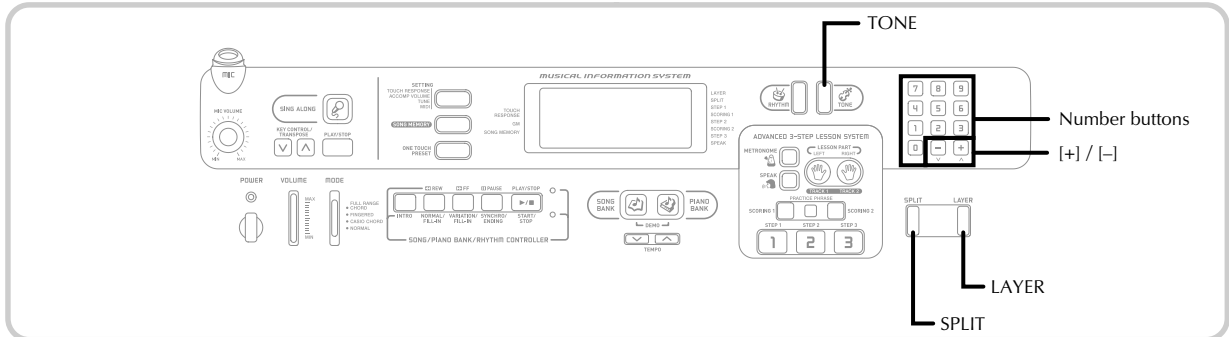 TONE
MIC
MUSICAL INFORMATION SYSTEM
SETTING
TOUCH RESPONSE
ACCOMP VOLUME
TUNE
MIDI
LAYER
SPLIT
STEP 1
SCORING 1
STEP 2
SCORING 2
STEP 3
SPEAK
RHYTHM
TONE
7 8 9
4 5 6
1 2 3
0 − +
∨ ∧
Number buttons
[+] / [–]
MIC VOLUME
MIN MAX
SING ALONG
KEY CONTROL/
TRANSPOSE
PLAY/STOP
SONG MEMORY
ONE TOUCH
PRESET
TOUCH
RESPONSE
GM
SONG MEMORY
ADVANCED 3-STEP LESSON SYSTEM
METRONOME
SPEAK
LESSON PART
LEFT RIGHT
TRACK 1 TRACK 2
PRACTICE PHRASE
SCORING 1 SCORING 2
STEP 1 STEP 2 STEP 3
1 2 3
POWER
VOLUME
MAX
MIN
MODE
FULL RANGE
CHORD
FINGERED
CASIO CHORD
NORMAL
REW FF PAUSE PLAY/STOP
INTRO NORMAL/ VARIATION/ SYNCHRO/ START/
FILL-IN FILL-IN ENDING STOP
SONG/PIANO BANK/RHYTHM CONTROLLER
SONG
BANK
PIANO
BANK
DEMO
TEMPO
SPLIT LAYER
LAYER
SPLIT